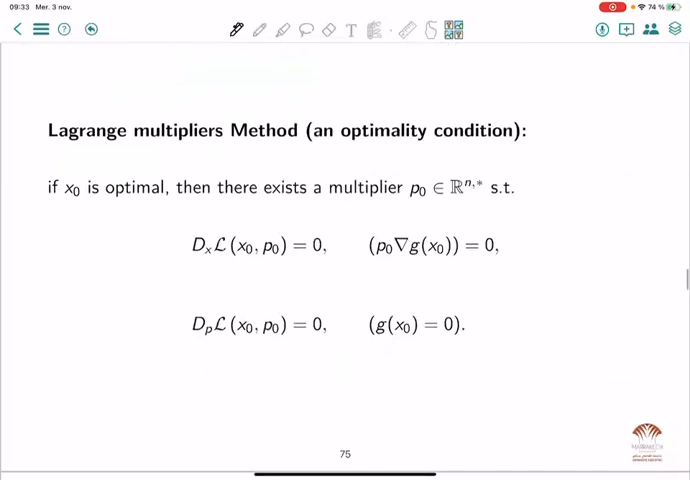 09:33 Mer. 3 nov.
74 %
Lagrange multipliers Method (an optimality condition):
if x₀ is optimal, then there exists a multiplier p₀ ∈ ℝⁿ,* s.t.
DₓL (x₀, p₀) = 0, (p₀∇g(x₀)) = 0,
DₚL (x₀, p₀) = 0, (g(x₀) = 0).
75